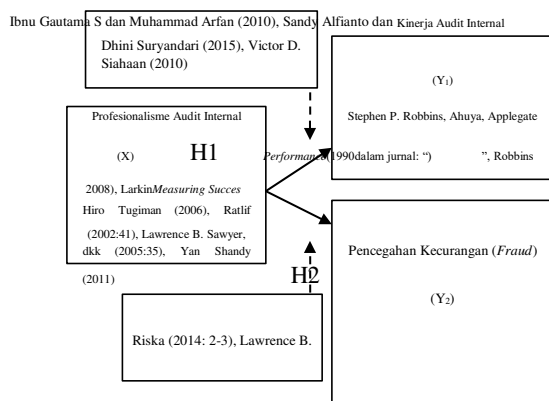 Ibnu Gautama S dan Muhammad Arfan (2010), Sandy Alfianto dan Kinerja Audit Internal
Dhini Suryandari (2015), Victor D.
Siahaan (2010)
(Y1)
Profesionalisme Audit Internal
Stephen P. Robbins, Ahuya, Applegate
(X)
H1
Performance(1990dalam jurnal: “) ”, Robbins
2008), LarkinMeasuring Succes
Hiro Tugiman (2006), Ratlif
(2002:41), Lawrence B. Sawyer,
dkk (2005:35), Yan Shandy
(2011)
Pencegahan Kecurangan (Fraud)
H2
(Y2)
Riska (2014: 2-3), Lawrence B.